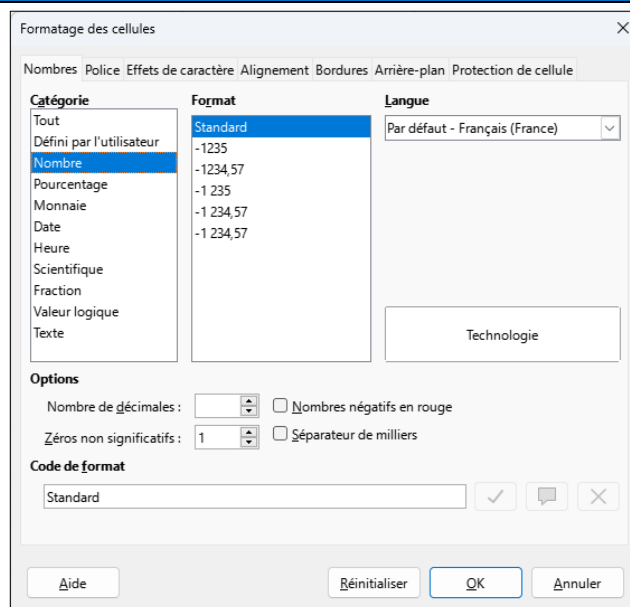 Formatage des cellules
Nombres Police Effets de caractère Alignement Bordures Arrière-plan Protection de cellule
Catégorie
Tout
Défini par l'utilisateur
Nombre
Pourcentage
Monnaie
Date
Heure
Scientifique
Fraction
Valeur logique
Texte
Format
Standard
-1235
-1234,57
-1 235
-1 234,57
-1 234,57
Langue
Par défaut - Français (France)
Technologie
Options
Nombre de décimales :
Nombres négatifs en rouge
Zéros non significatifs : 1
Séparateur de milliers
Code de format
Standard
Aide
Réinitialiser
OK
Annuler